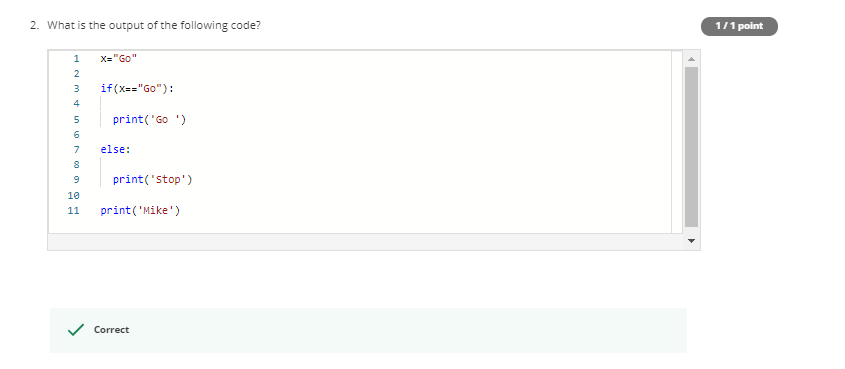 2. What is the output of the following code?
1 / 1 point
1 x="Go"
2
3 if(x=="Go"):
4
5 print('Go ')
6
7 else:
8
9 print('Stop')
10
11 print('Mike')
Correct